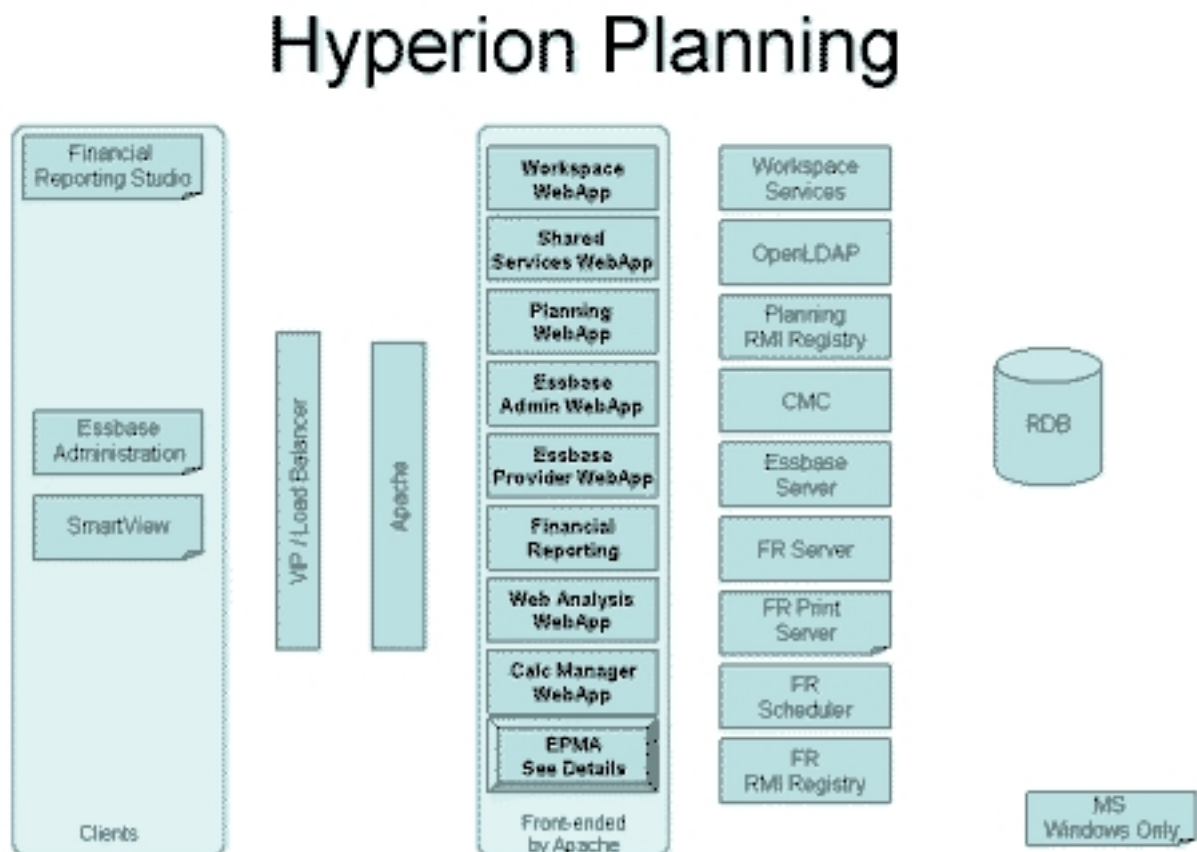 Hyperion Planning
Financial
Reporting Studio
Essbase
Administration
SmartView
Clients
VIP / Load Balancer
Apache
Workspace
WebApp
Shared
Services WebApp
Planning
WebApp
Essbase
Admin WebApp
Essbase
Provider WebApp
Financial
Reporting
Web Analysis
WebApp
Calc Manager
WebApp
EPMA
See Details
Front-ended
by Apache
Workspace
Services
OpenLDAP
Planning
RMI Registry
CMC
Essbase
Server
FR Server
FR Print
Server
FR
Scheduler
FR
RMI Registry
RDB
MS
Windows Only